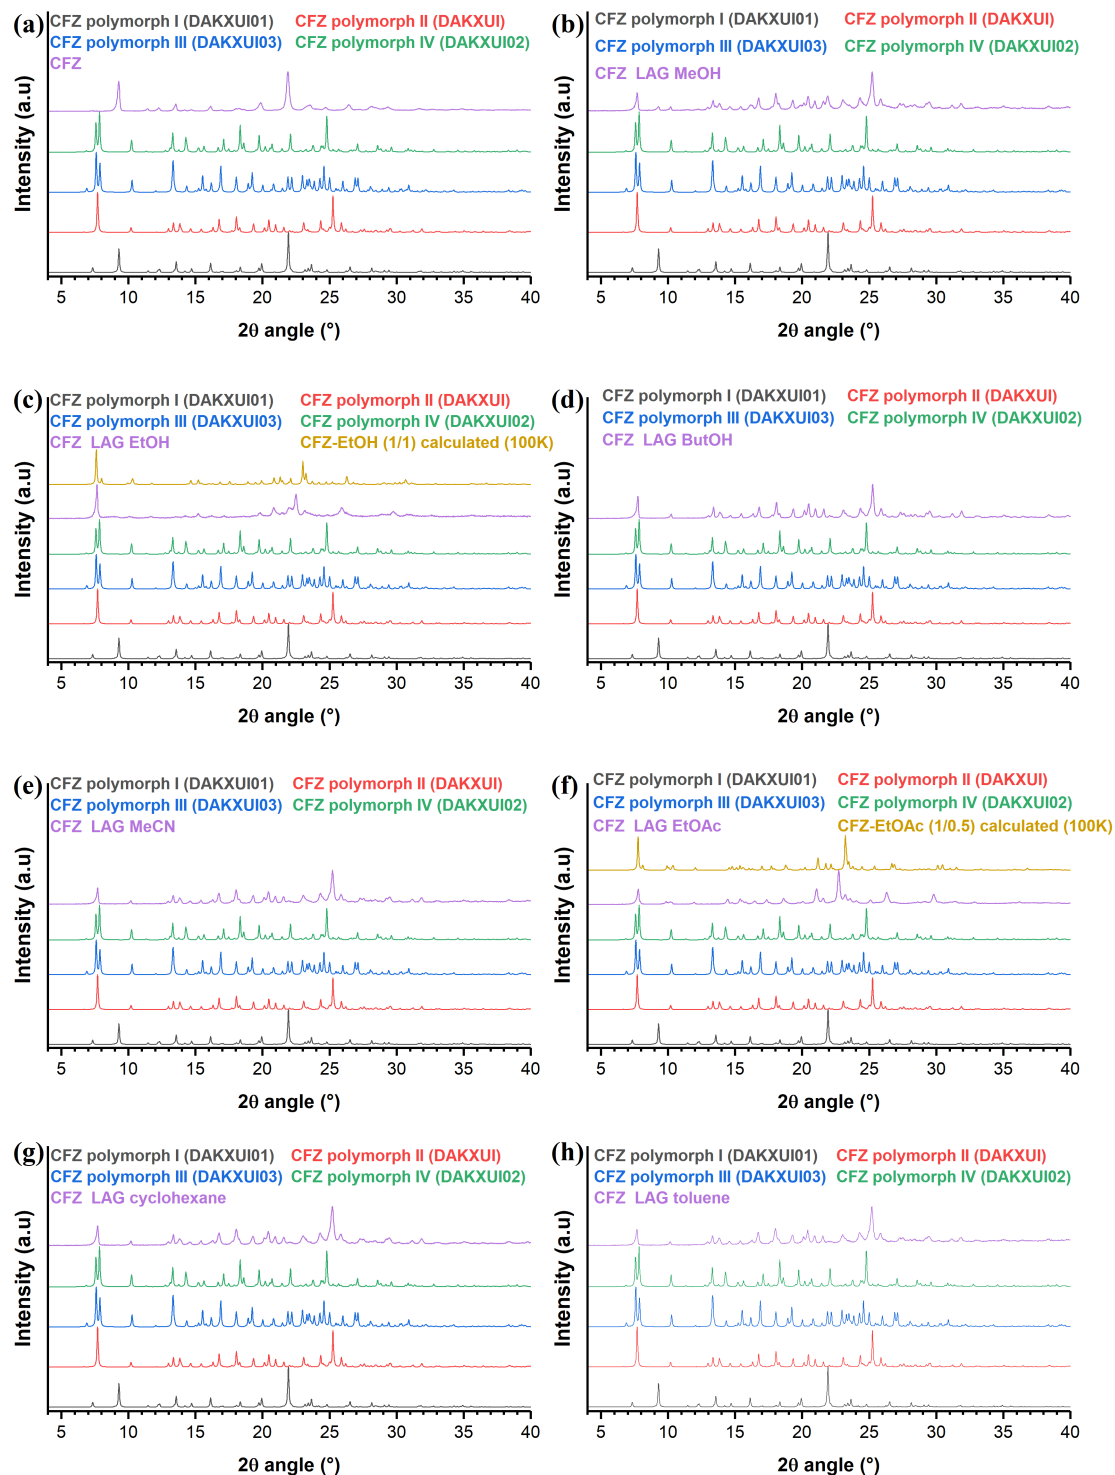 (a) CFZ polymorph I (DAKXUI01) CFZ polymorph II (DAKXUI)
CFZ polymorph III (DAKXUI03) CFZ polymorph IV (DAKXUI02)
CFZ
Intensity (a.u)
5 10 15 20 25 30 35 40
2θ angle (°)
(b) CFZ polymorph I (DAKXUI01) CFZ polymorph II (DAKXUI)
CFZ polymorph III (DAKXUI03) CFZ polymorph IV (DAKXUI02)
CFZ LAG MeOH
Intensity (a.u)
5 10 15 20 25 30 35 40
2θ angle (°)
(c) CFZ polymorph I (DAKXUI01) CFZ polymorph II (DAKXUI)
CFZ polymorph III (DAKXUI03) CFZ polymorph IV (DAKXUI02)
CFZ LAG EtOH CFZ-EtOH (1/1) calculated (100K)
Intensity (a.u)
5 10 15 20 25 30 35 40
2θ angle (°)
(d) CFZ polymorph I (DAKXUI01) CFZ polymorph II (DAKXUI)
CFZ polymorph III (DAKXUI03) CFZ polymorph IV (DAKXUI02)
CFZ LAG ButOH
Intensity (a.u)
5 10 15 20 25 30 35 40
2θ angle (°)
(e) CFZ polymorph I (DAKXUI01) CFZ polymorph II (DAKXUI)
CFZ polymorph III (DAKXUI03) CFZ polymorph IV (DAKXUI02)
CFZ LAG MeCN
Intensity (a.u)
5 10 15 20 25 30 35 40
2θ angle (°)
(f) CFZ polymorph I (DAKXUI01) CFZ polymorph II (DAKXUI)
CFZ polymorph III (DAKXUI03) CFZ polymorph IV (DAKXUI02)
CFZ LAG EtOAc CFZ-EtOAc (1/0.5) calculated (100K)
Intensity (a.u)
5 10 15 20 25 30 35 40
2θ angle (°)
(g) CFZ polymorph I (DAKXUI01) CFZ polymorph II (DAKXUI)
CFZ polymorph III (DAKXUI03) CFZ polymorph IV (DAKXUI02)
CFZ LAG cyclohexane
Intensity (a.u)
5 10 15 20 25 30 35 40
2θ angle (°)
(h) CFZ polymorph I (DAKXUI01) CFZ polymorph II (DAKXUI)
CFZ polymorph III (DAKXUI03) CFZ polymorph IV (DAKXUI02)
CFZ LAG toluene
Intensity (a.u)
5 10 15 20 25 30 35 40
2θ angle (°)